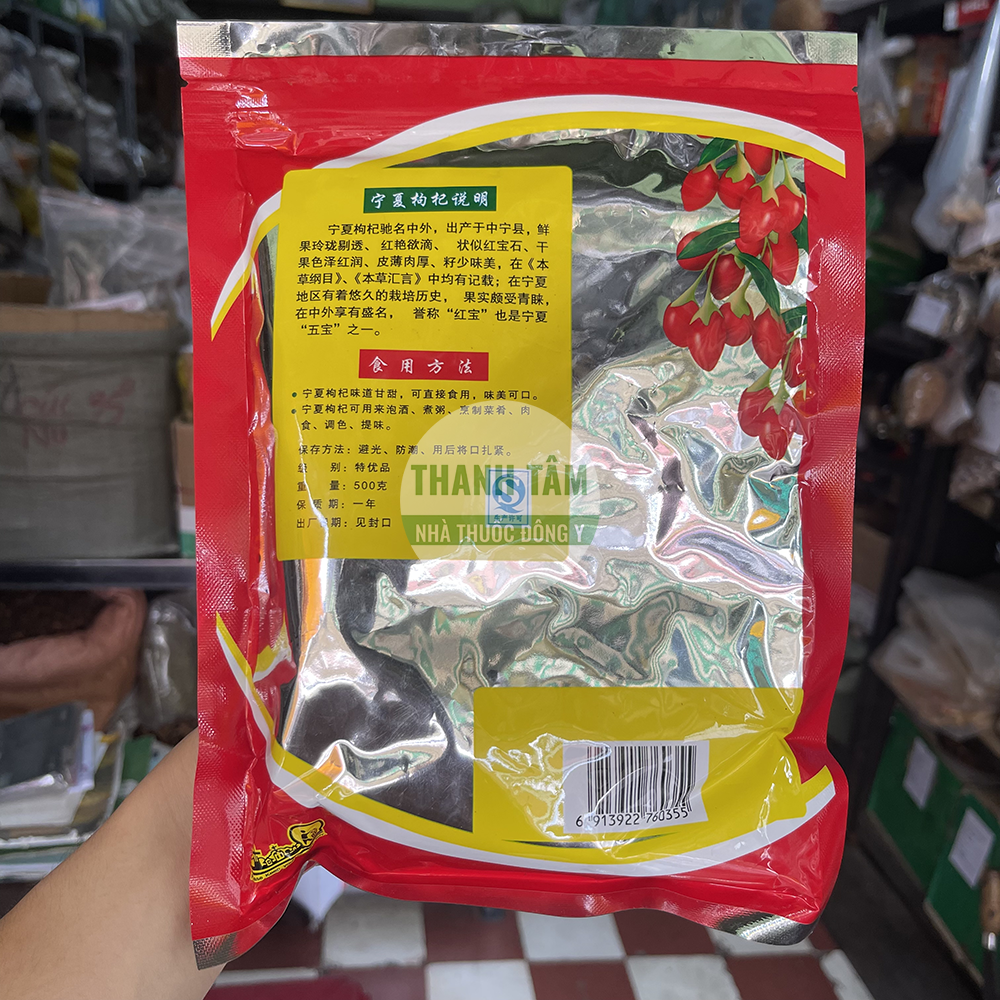 宁夏枸杞说明
宁夏枸杞驰名中外，出产于中宁县，鲜
果玲珑剔透、红艳欲滴、状似红宝石、干
果色泽红润、皮薄肉厚、籽少味美，在《本
草纲目》、《本草汇言》中均有记载；在宁夏
地区有着悠久的栽培历史，果实颇受青睐，
在中外享有盛名，誉称“红宝”也是宁夏
“五宝”之一。
食用方法
● 宁夏枸杞味道甘甜，可直接食用，味美可口。
● 宁夏枸杞可用来泡酒、煮粥、烹制菜肴、肉
食、调色、提味。
保存方法：避光、防潮、用后将口扎紧。
级 别：特优品
重 量：500克
保质期：一年
出厂日期：见封口
THANH TÂM
NHÀ THUỐC ĐÔNG Y
6 913922 760355